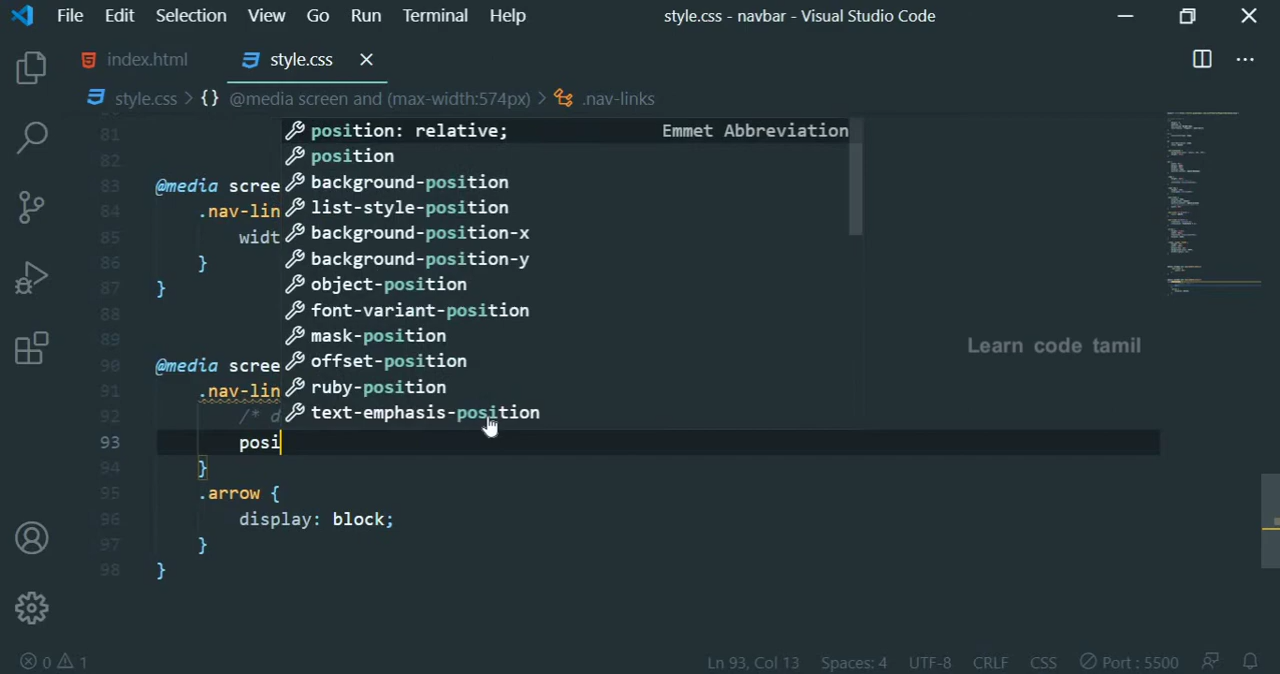 File Edit Selection View Go Run Terminal Help style.css - navbar - Visual Studio Code
index.html style.css
style.css > {} @media screen and (max-width:574px) > .nav-links
81 position: relative; Emmet Abbreviation
82 position
83 @media scree background-position
84 .nav-lin list-style-position
85 widt background-position-x
86 } background-position-y
87 } object-position
88 font-variant-position
89 mask-position
90 @media scree offset-position
91 .nav-lin ruby-position
92 /* d text-emphasis-position
93 posi
94 }
95 .arrow {
96 display: block;
97 }
98 }
Learn code tamil
0 1 Ln 93, Col 13 Spaces: 4 UTF-8 CRLF CSS Port : 5500